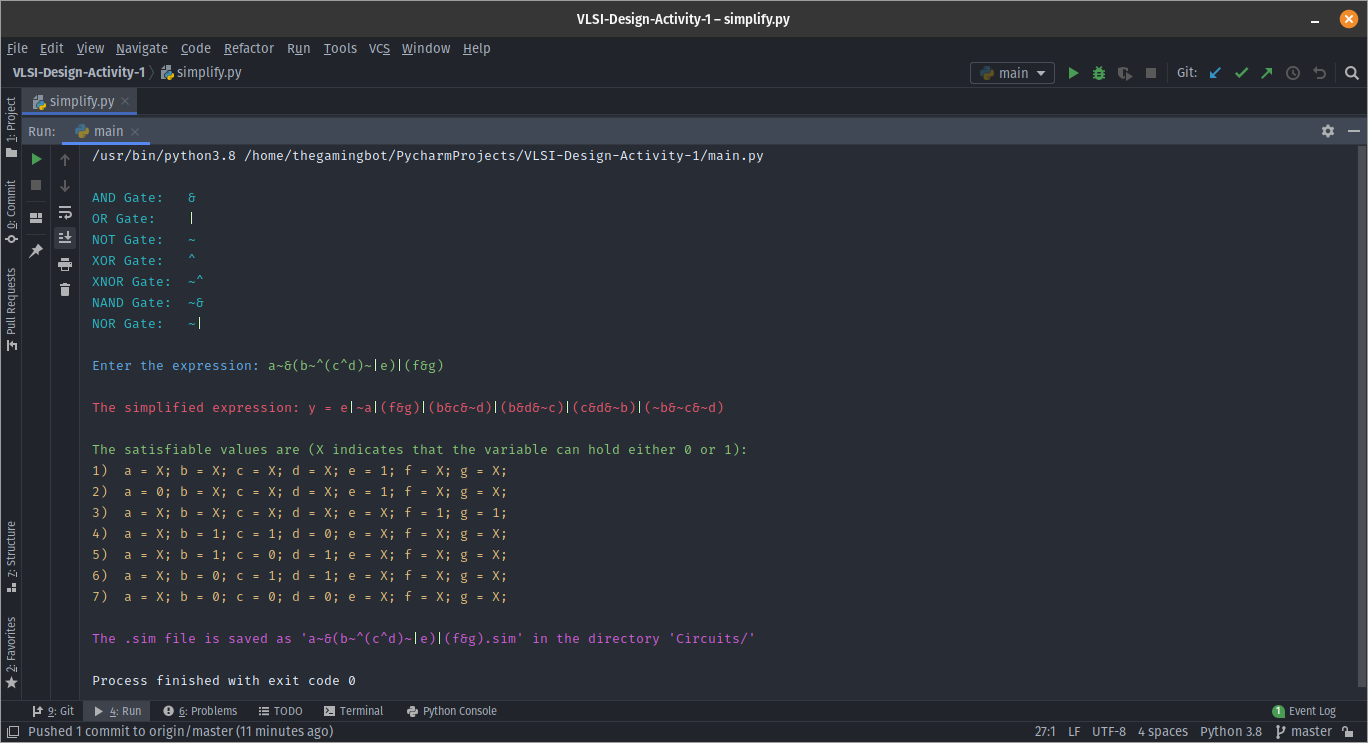 VLSI-Design-Activity-1 – simplify.py
File Edit View Navigate Code Refactor Run Tools VCS Window Help
VLSI-Design-Activity-1 simplify.py main Git:
simplify.py
Run: main
1: Project
0: Commit
Pull Requests
7: Structure
2: Favorites
/usr/bin/python3.8 /home/thegamingbot/PycharmProjects/VLSI-Design-Activity-1/main.py
AND Gate: &
OR Gate: |
NOT Gate: ~
XOR Gate: ^
XNOR Gate: ~^
NAND Gate: ~&
NOR Gate: ~|
Enter the expression: a~&(b~^(c^d)~|e)|(f&g)
The simplified expression: y = e|~a|(f&g)|(b&c&~d)|(b&d&~c)|(c&d&~b)|(~b&~c&~d)
The satisfiable values are (X indicates that the variable can hold either 0 or 1):
1) a = X; b = X; c = X; d = X; e = 1; f = X; g = X;
2) a = 0; b = X; c = X; d = X; e = 1; f = X; g = X;
3) a = X; b = X; c = X; d = X; e = X; f = 1; g = 1;
4) a = X; b = 1; c = 1; d = 0; e = X; f = X; g = X;
5) a = X; b = 1; c = 0; d = 1; e = X; f = X; g = X;
6) a = X; b = 0; c = 1; d = 1; e = X; f = X; g = X;
7) a = X; b = 0; c = 0; d = 0; e = X; f = X; g = X;
The .sim file is saved as 'a~&(b~^(c^d)~|e)|(f&g).sim' in the directory 'Circuits/'
Process finished with exit code 0
9: Git 4: Run 6: Problems TODO Terminal Python Console 1 Event Log
Pushed 1 commit to origin/master (11 minutes ago) 27:1 LF UTF-8 4 spaces Python 3.8 master